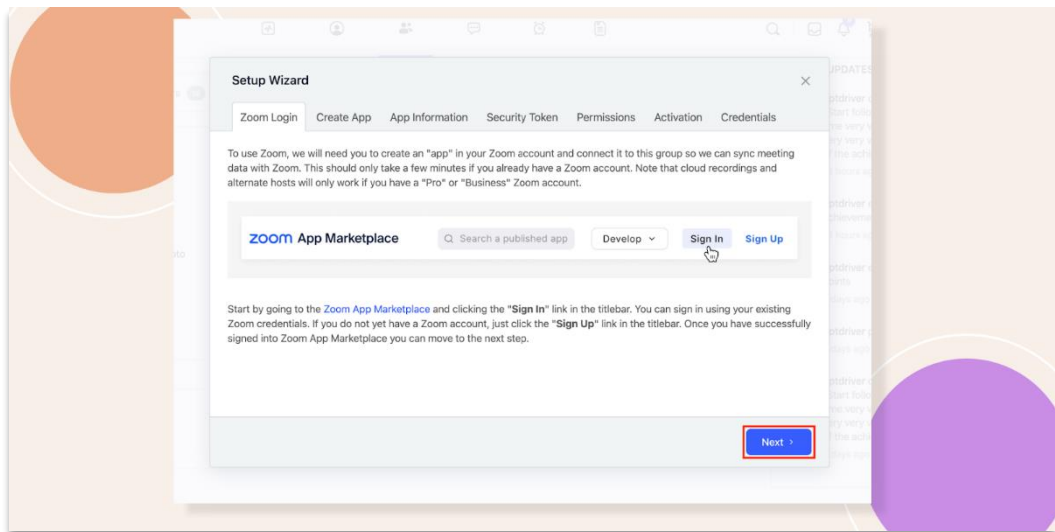 Setup Wizard
Zoom Login Create App App Information Security Token Permissions Activation Credentials
To use Zoom, we will need you to create an "app" in your Zoom account and connect it to this group so we can sync meeting
data with Zoom. This should only take a few minutes if you already have a Zoom account. Note that cloud recordings and
alternate hosts will only work if you have a "Pro" or "Business" Zoom account.
zoom App Marketplace Search a published app Develop Sign In Sign Up
Start by going to the Zoom App Marketplace and clicking the "Sign In" link in the titlebar. You can sign in using your existing
Zoom credentials. If you do not yet have a Zoom account, just click the "Sign Up" link in the titlebar. Once you have successfully
signed into Zoom App Marketplace you can move to the next step.
Next